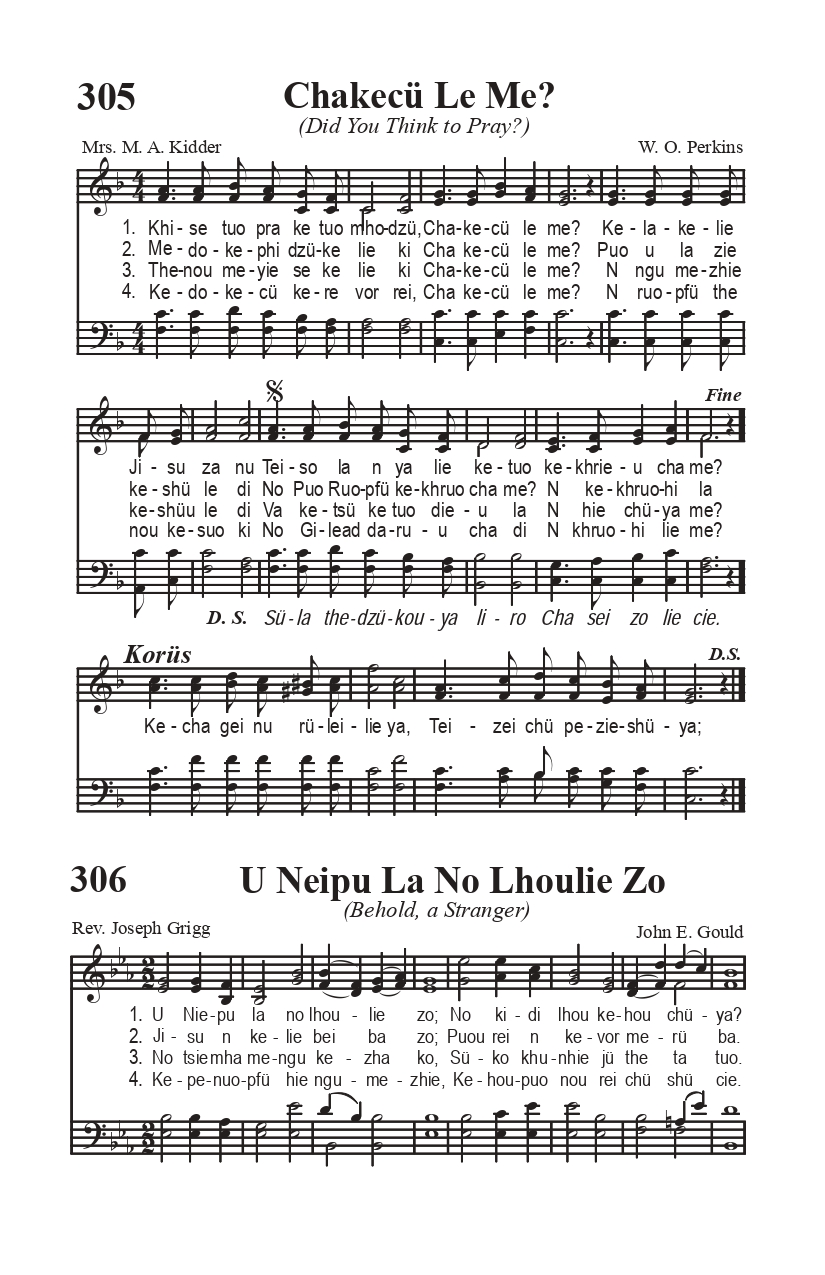 305 Chakecü Le Me?
(Did You Think to Pray?)
Mrs. M. A. Kidder W. O. Perkins
1. Khi - se tuo pra ke tuo mho-dzü, Cha-ke-cü le me? Ke - la - ke - lie
2. Me - do - ke - phi dzü-ke lie ki Cha ke-cü le me? Puo u la zie
3. The-nou me-yie se ke lie ki Cha ke-cü le me? N ngu me-zhie
4. Ke - do - ke - cü ke - re vor rei, Cha ke-cü le me? N ruo-pfü the
Fine
Ji - su za nu Tei - so la n ya lie ke - tuo ke - khrie - u cha me?
ke - shü le di No Puo Ruo-pfü ke-khruo cha me? N ke - khruo-hi la
ke - shüu le di Va ke - tsü ke tuo die - u la N hie chü-ya me?
nou ke - suo ki No Gi - lead da - ru - u cha di N khruo - hi lie me?
D. S. Sü - la the-dzü-kou - ya li - ro Cha sei zo lie cie.
Korüs D.S.
Ke - cha gei nu rü - lei - lie ya, Tei - zei chü pe - zie-shü - ya;
306 U Neipu La No Lhoulie Zo
(Behold, a Stranger)
Rev. Joseph Grigg John E. Gould
1. U Nie-pu la no lhou - lie zo; No ki - di lhou ke-hou chü - ya?
2. Ji - su n ke - lie bei ba zo; Puou rei n ke - vor me - rü ba.
3. No tsiemha me-ngu ke - zha ko, Sü - ko khu-nhie jü the ta tuo.
4. Ke - pe-nuo-pfü hie ngu - me - zhie, Ke - hou-puo nou rei chü shü cie.